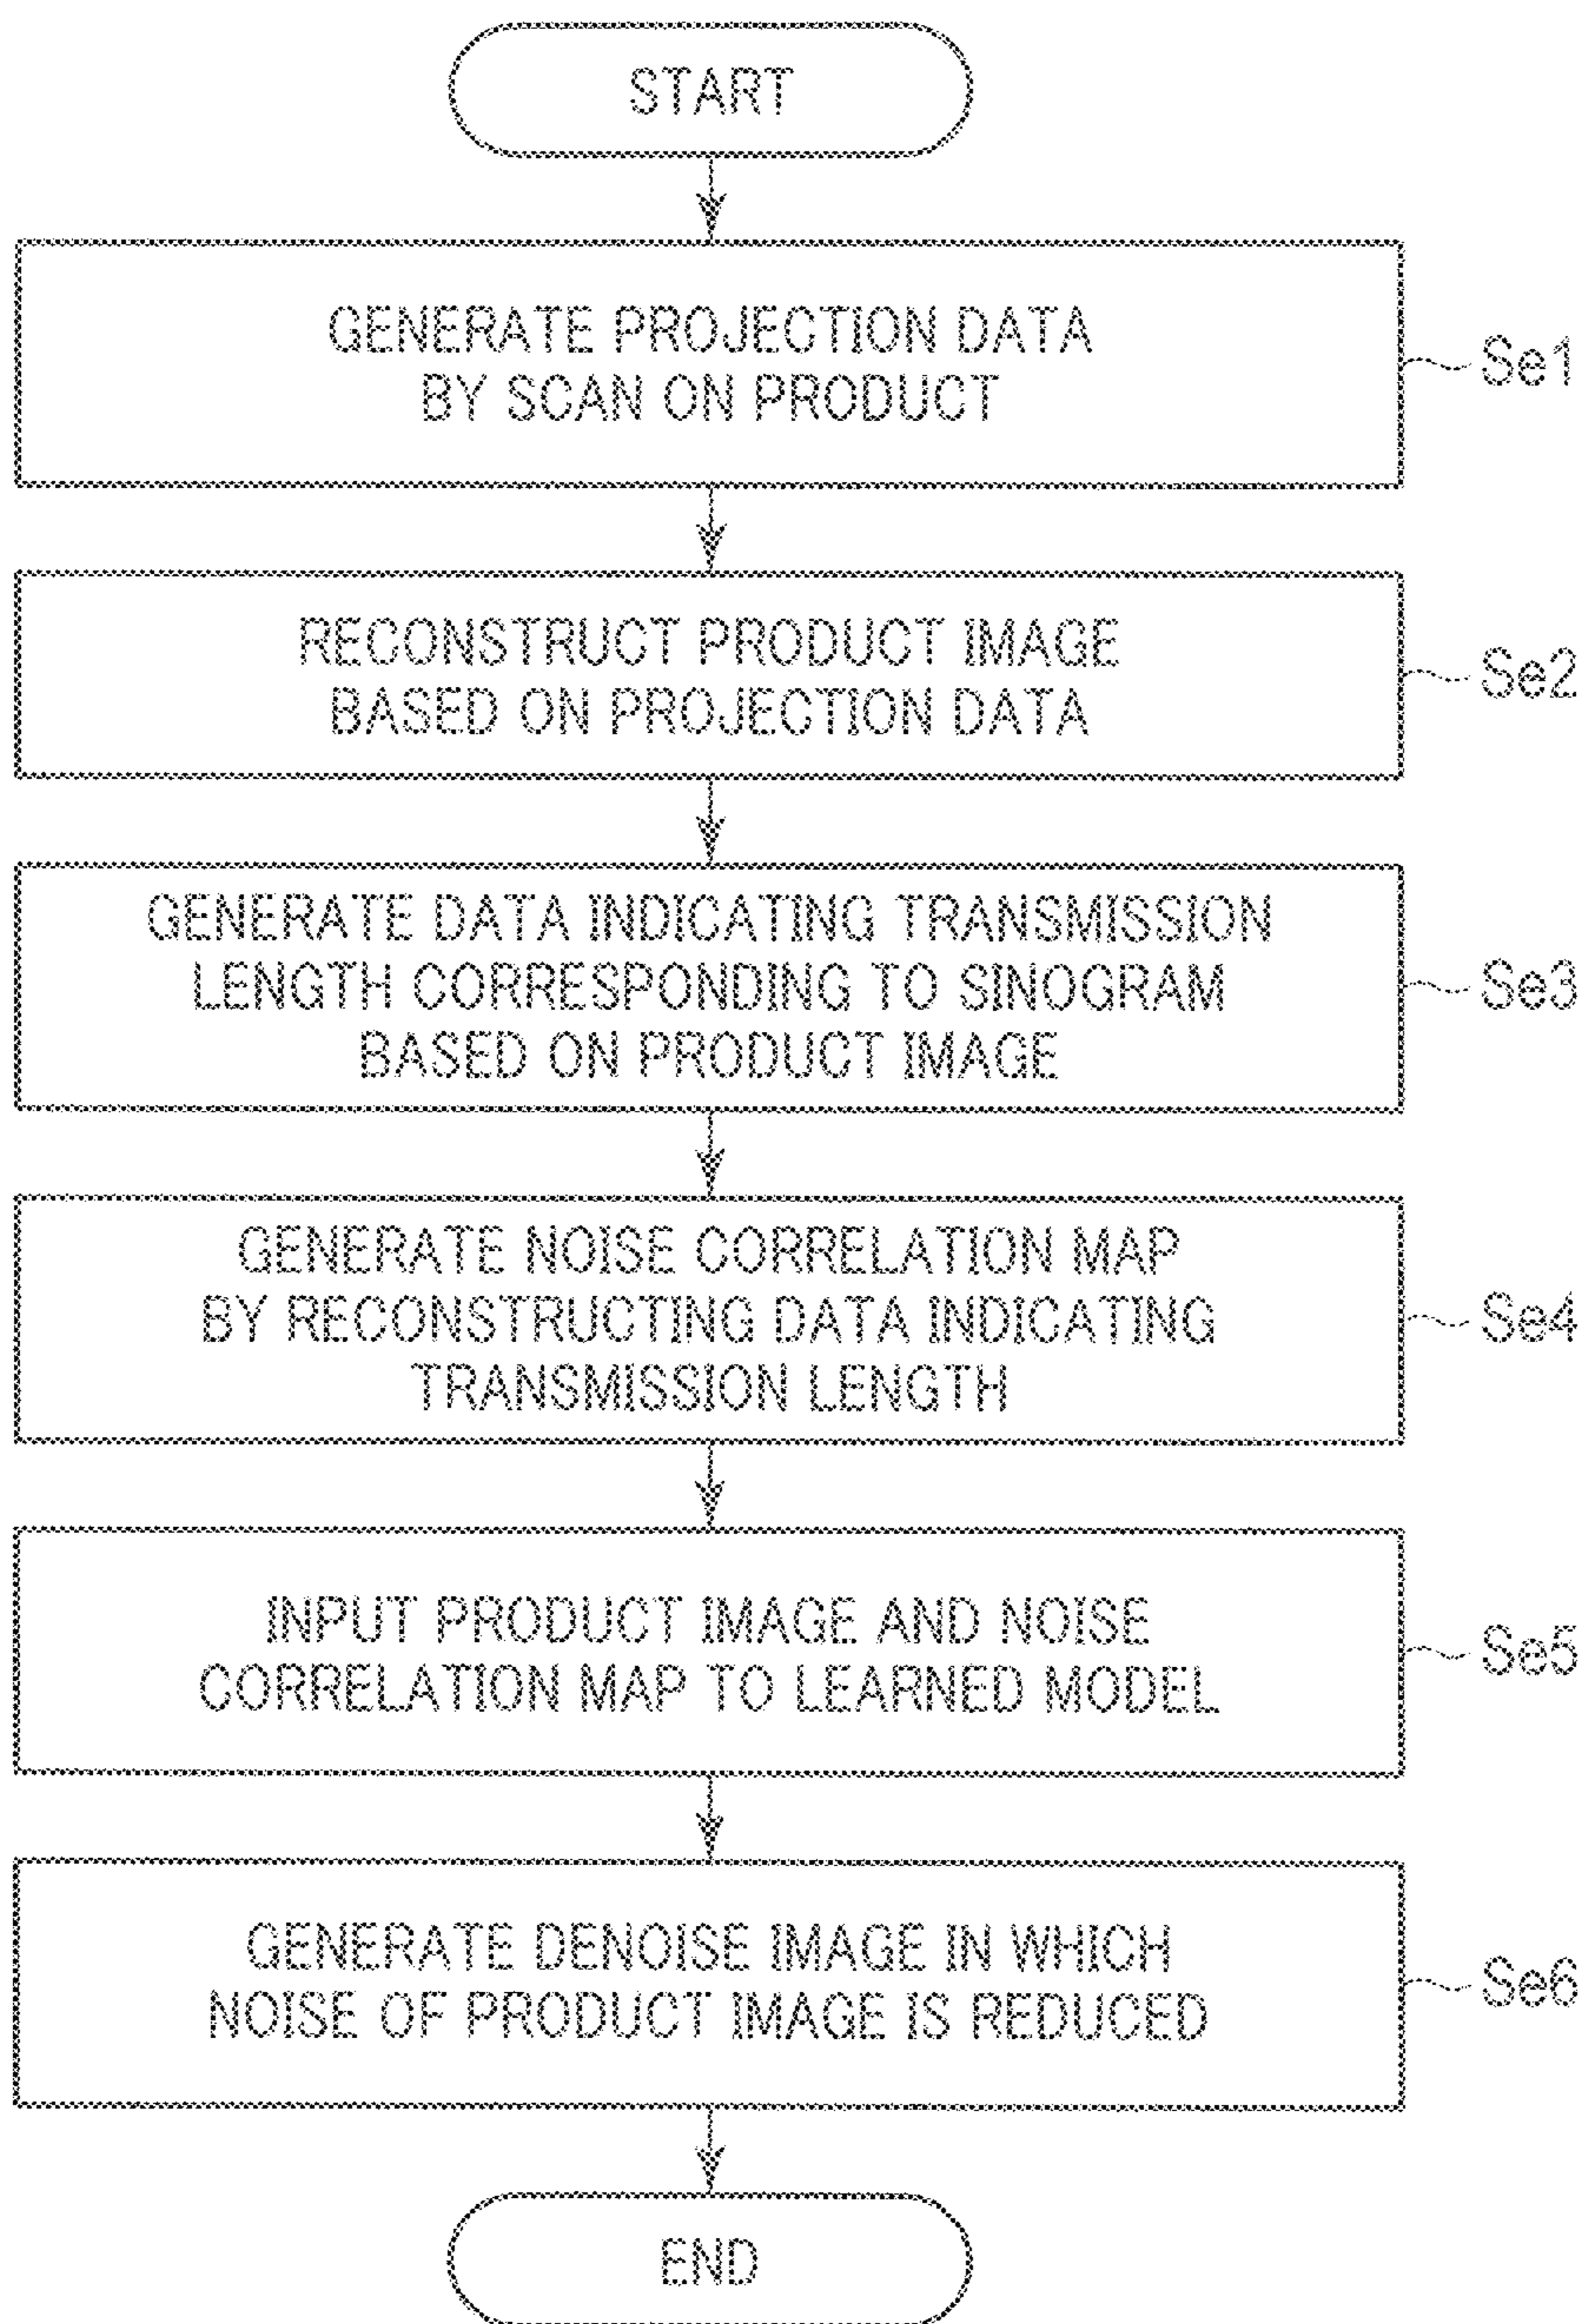 START
GENERATE PROJECTION DATA
BY SCAN ON PRODUCT
Se1
RECONSTRUCT PRODUCT IMAGE
BASED ON PROJECTION DATA
Se2
GENERATE DATA INDICATING TRANSMISSION
LENGTH CORRESPONDING TO SINOGRAM
BASED ON PRODUCT IMAGE
Se3
GENERATE NOISE CORRELATION MAP
BY RECONSTRUCTING DATA INDICATING
TRANSMISSION LENGTH
Se4
INPUT PRODUCT IMAGE AND NOISE
CORRELATION MAP TO LEARNED MODEL
Se5
GENERATE DENOISE IMAGE IN WHICH
NOISE OF PRODUCT IMAGE IS REDUCED
Se6
END